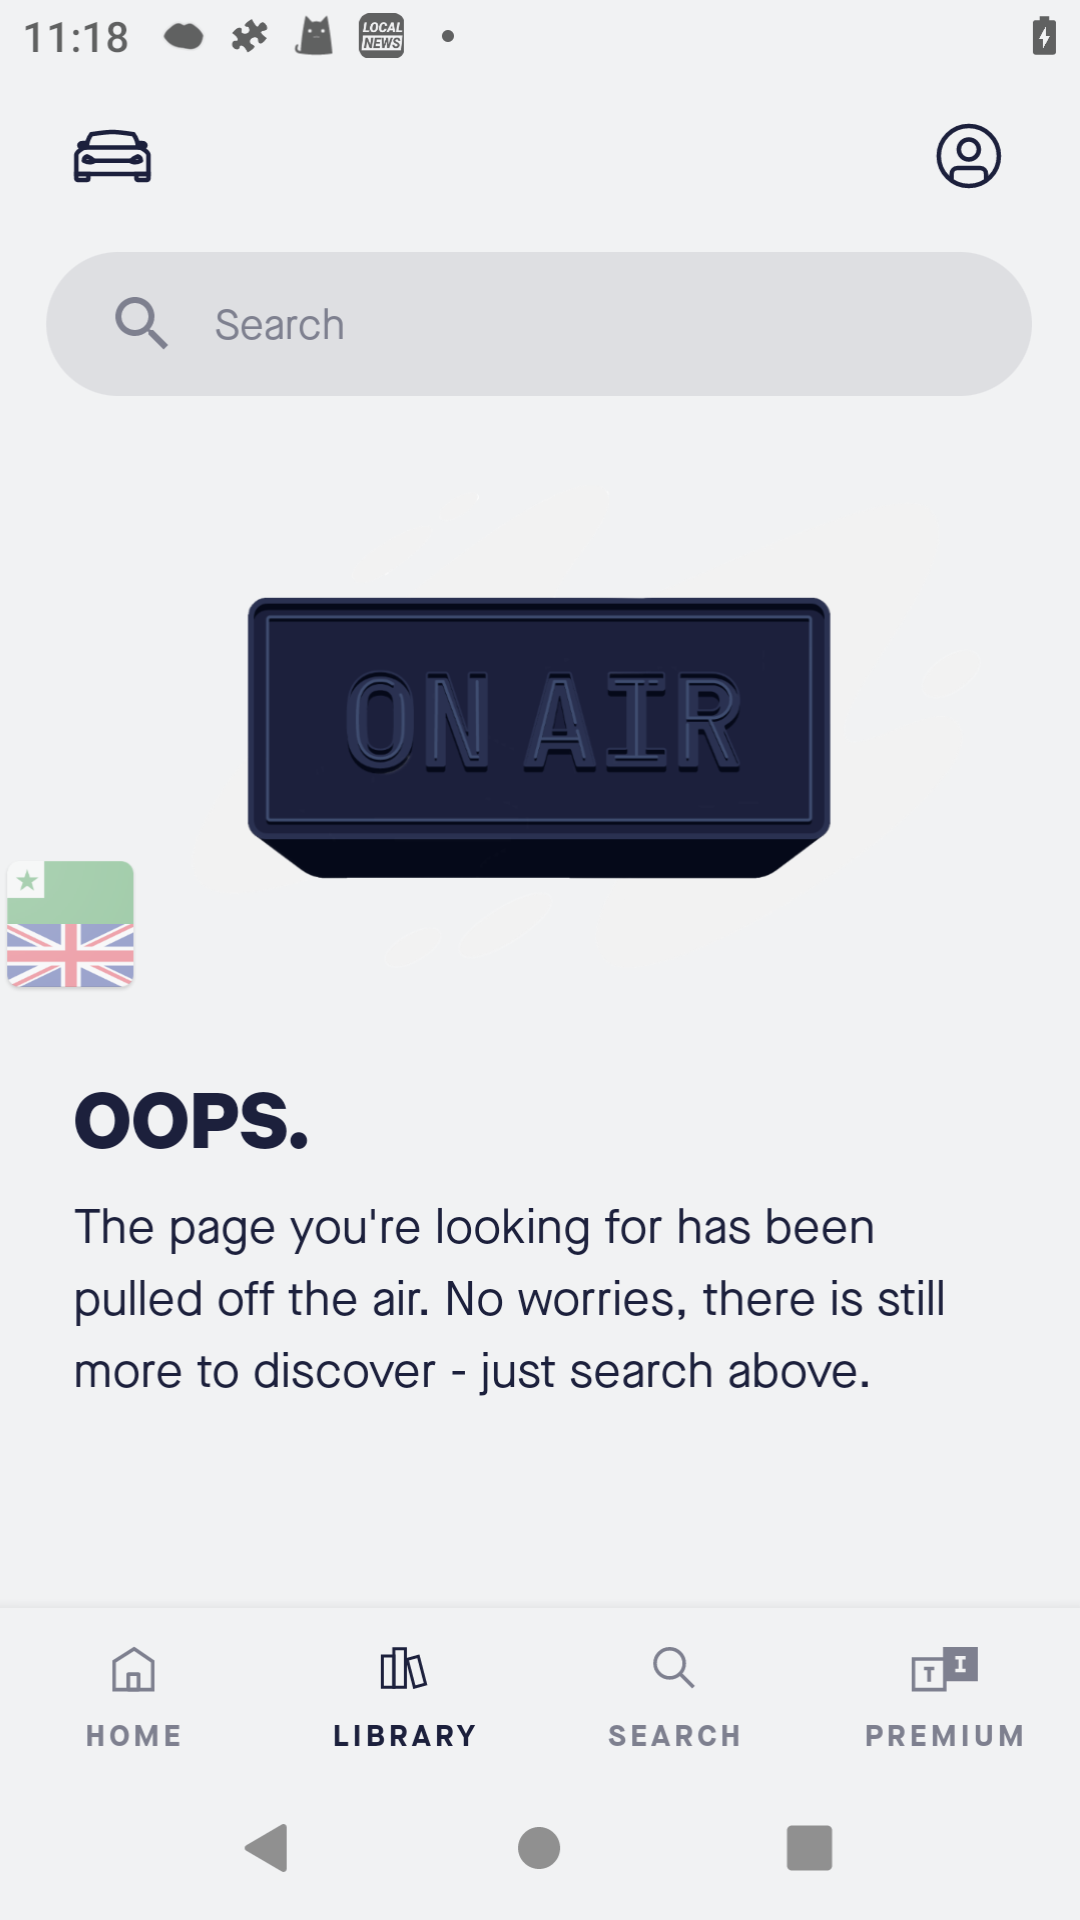 11:18
LOCAL
NEWS
Search
ON AIR
OOPS.
The page you're looking for has been
pulled off the air. No worries, there is still
more to discover - just search above.
T I
HOME
LIBRARY
SEARCH
PREMIUM